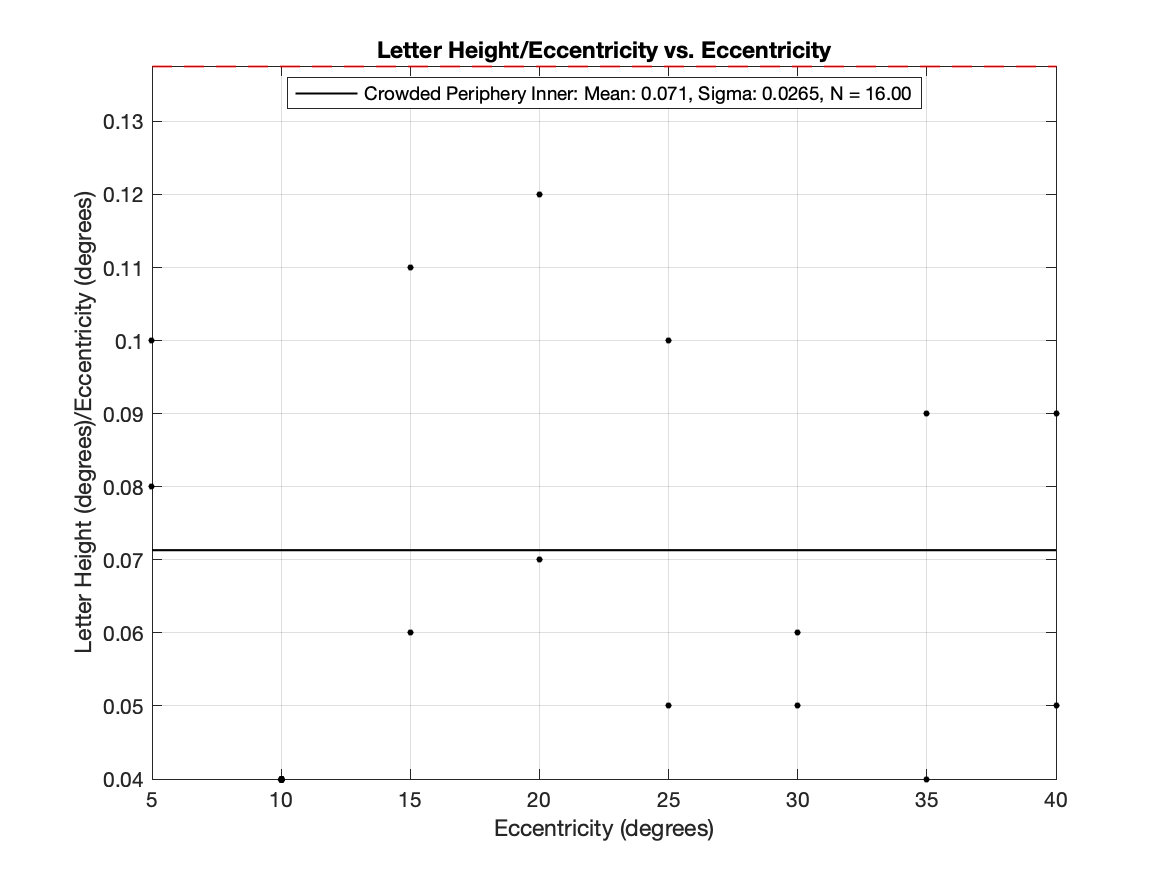 Letter Height/Eccentricity vs. Eccentricity
Crowded Periphery Inner: Mean: 0.071, Sigma: 0.0265, N = 16.00
Letter Height (degrees)/Eccentricity (degrees)
0.13
0.12
0.11
0.1
0.09
0.08
0.07
0.06
0.05
0.04
5 10 15 20 25 30 35 40
Eccentricity (degrees)